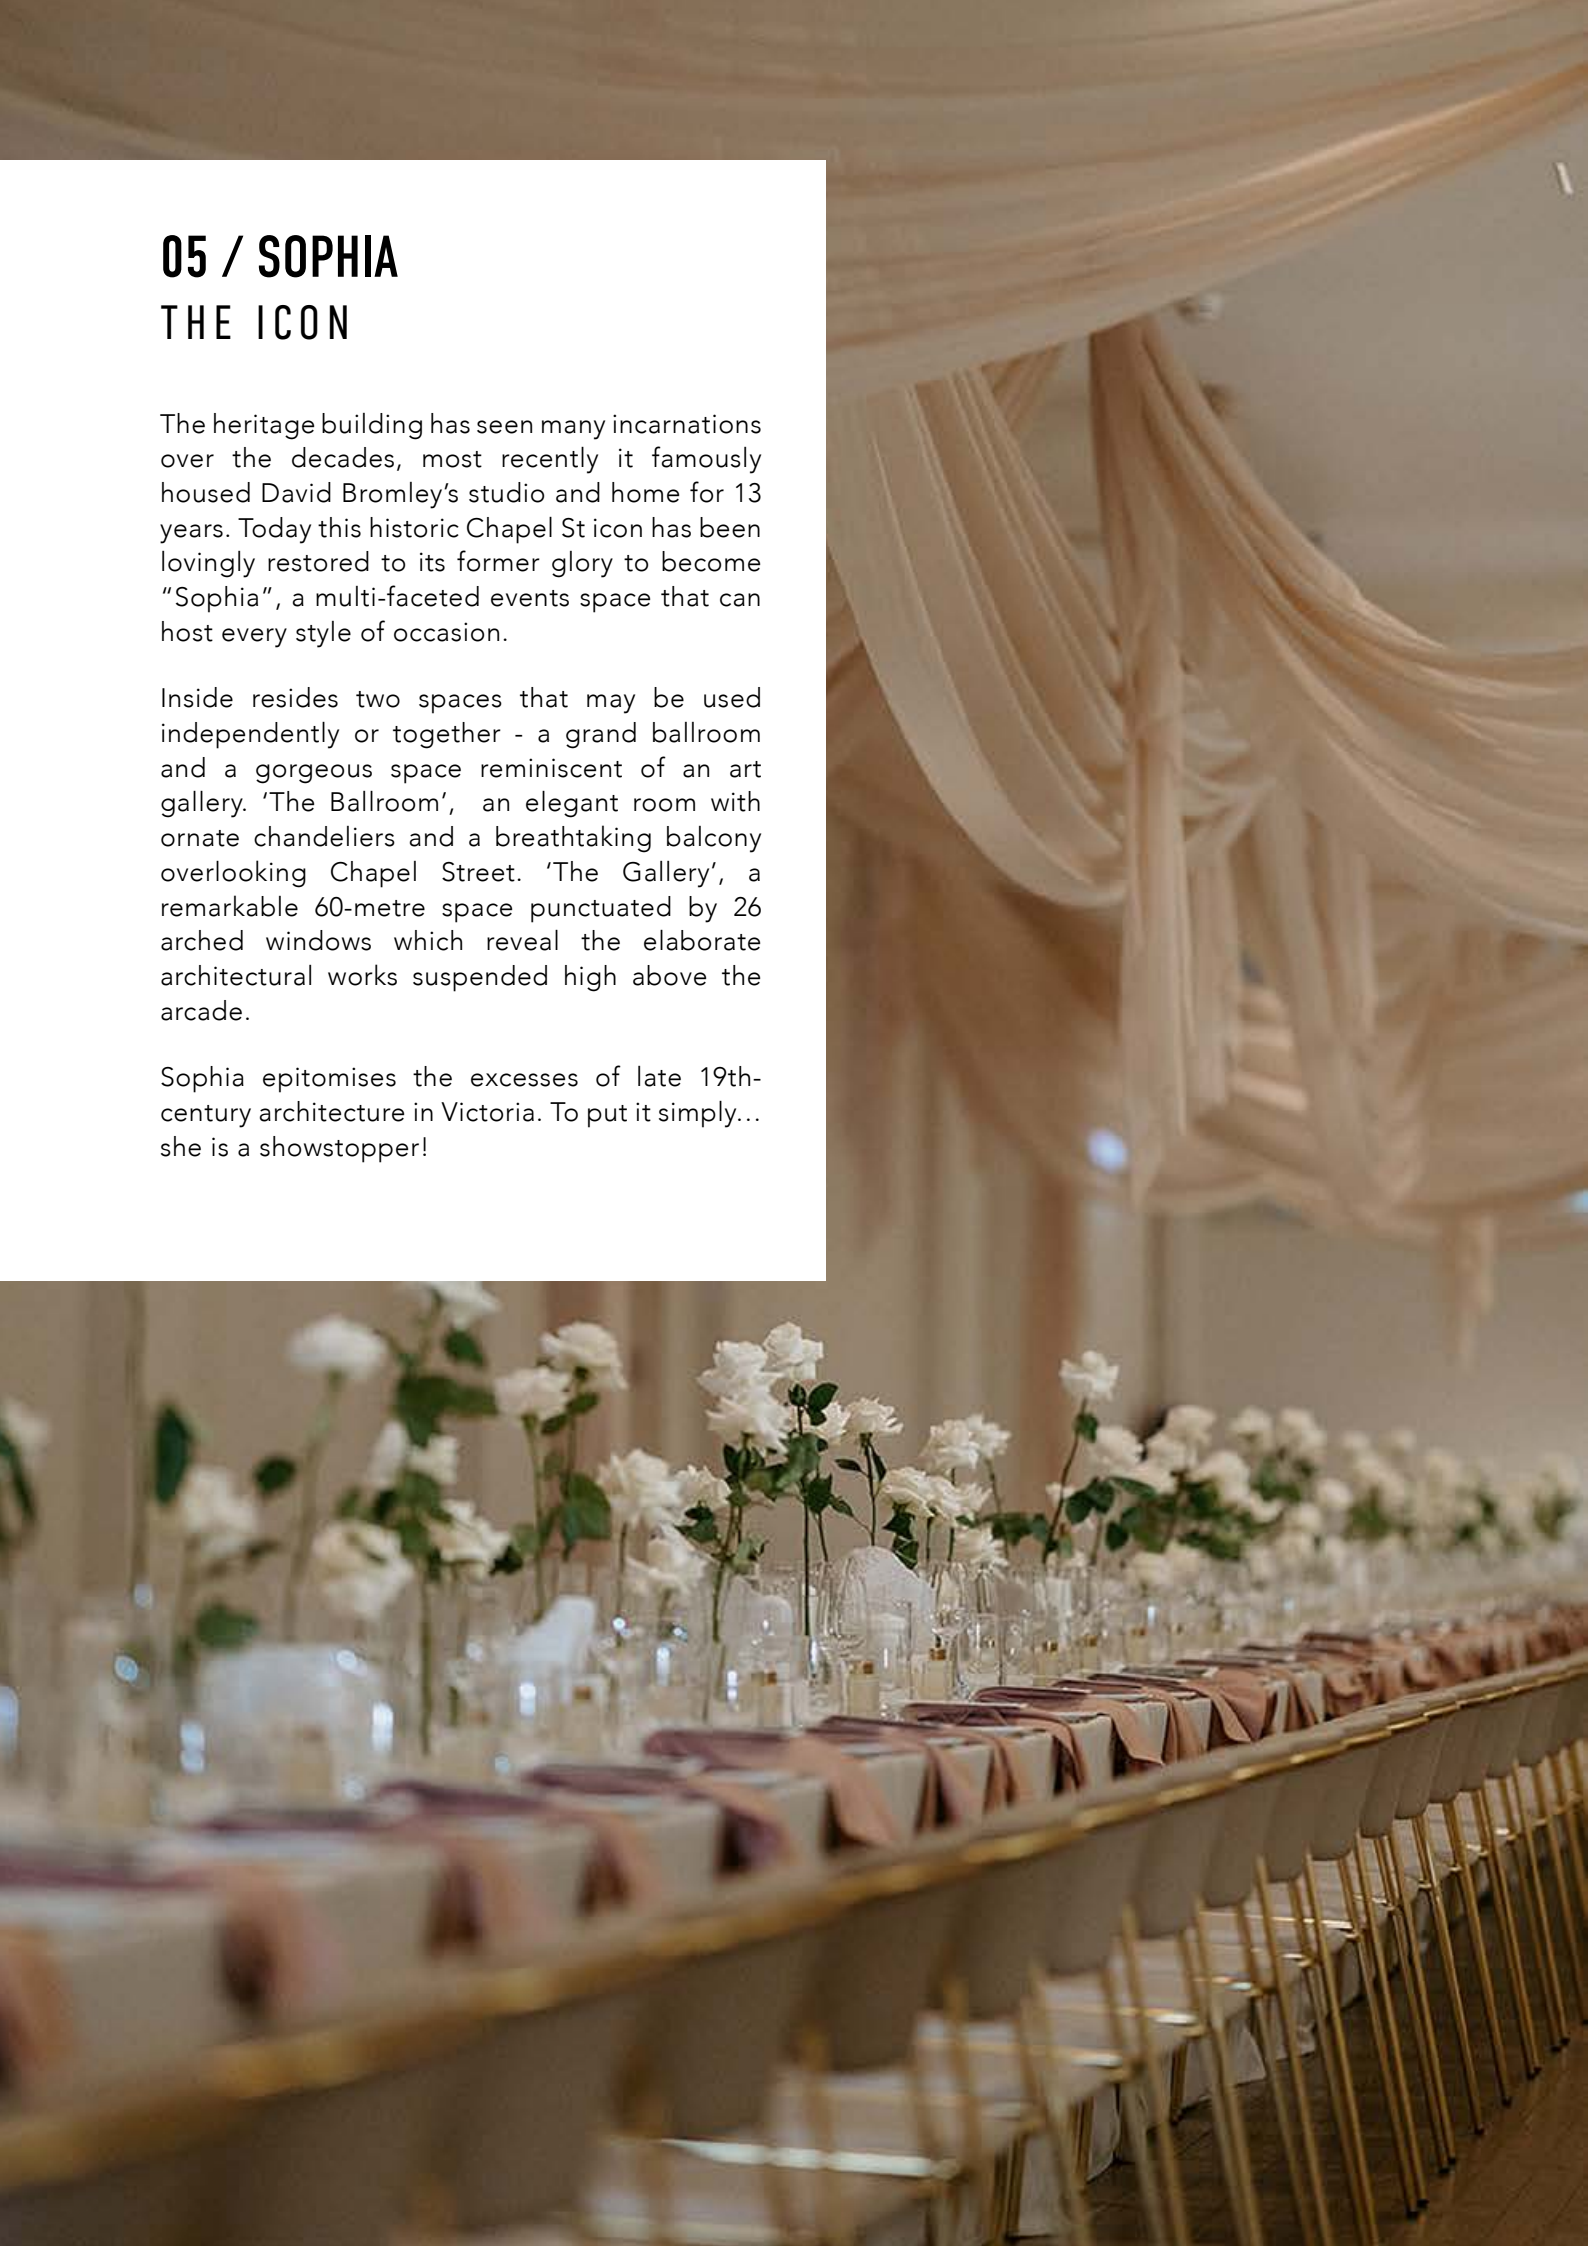 05 / SOPHIA
THE ICON
The heritage building has seen many incarnations
over the decades, most recently it famously
housed David Bromley’s studio and home for 13
years. Today this historic Chapel St icon has been
lovingly restored to its former glory to become
“Sophia”, a multi-faceted events space that can
host every style of occasion.
Inside resides two spaces that may be used
independently or together - a grand ballroom
and a gorgeous space reminiscent of an art
gallery. ‘The Ballroom’, an elegant room with
ornate chandeliers and a breathtaking balcony
overlooking Chapel Street. ‘The Gallery’, a
remarkable 60-metre space punctuated by 26
arched windows which reveal the elaborate
architectural works suspended high above the
arcade.
Sophia epitomises the excesses of late 19th-
century architecture in Victoria. To put it simply…
she is a showstopper!